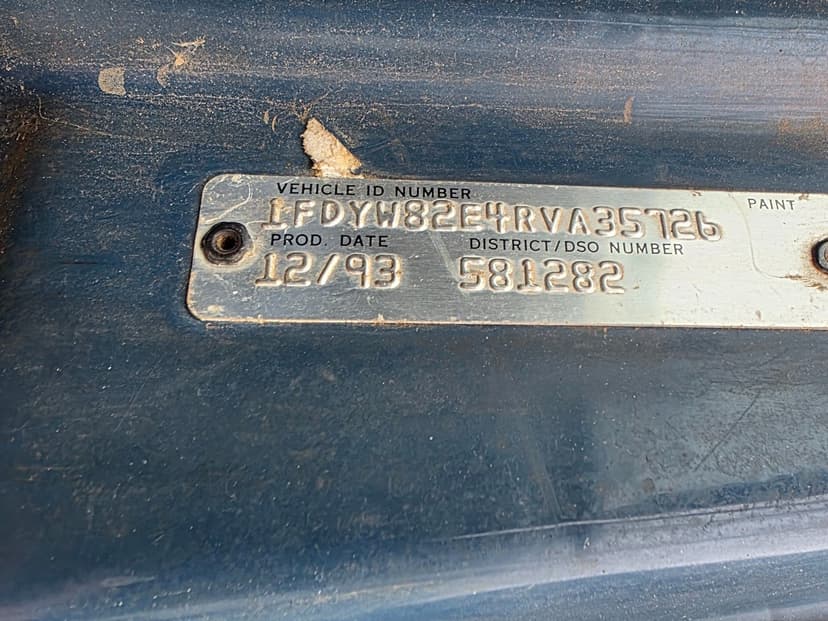 VEHICLE ID NUMBER
PAINT
1FDYW82E4RVA35726
PROD. DATE
DISTRICT/DSO NUMBER
12/93
581282